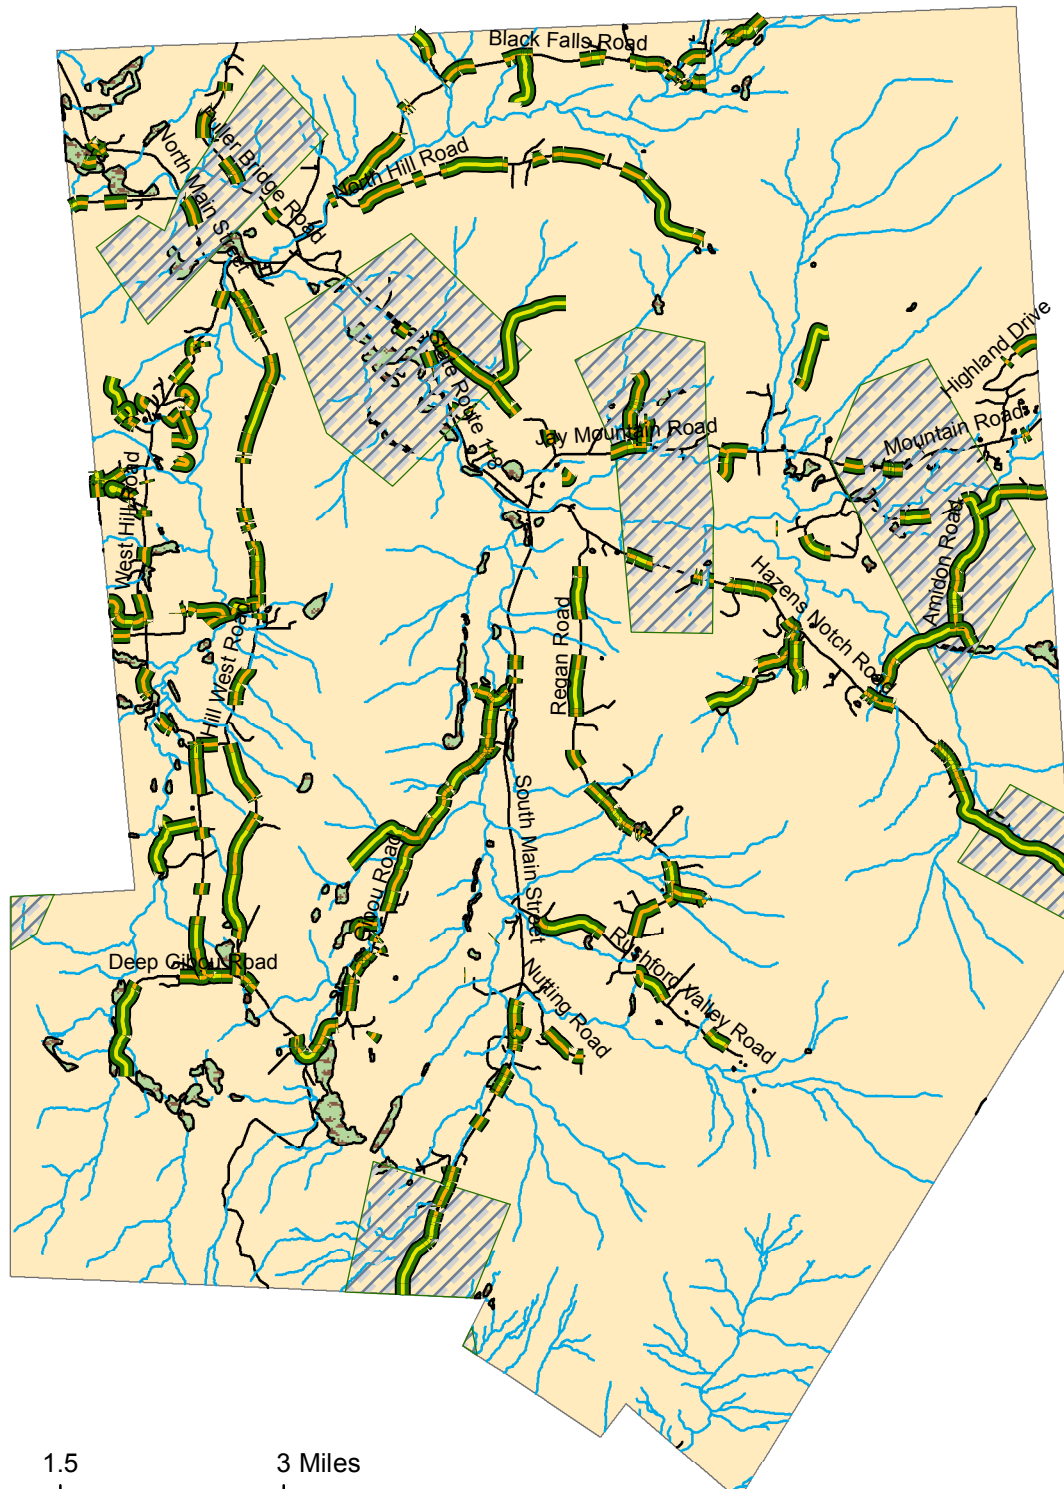 Black Falls Road
Fuller Bridge Road
North Main Street
North Hill Road
Highland Drive
State Route 118
Jay Mountain Road
Mountain Road
West Hill Road
Amidon Road
Hazens Notch Road
Regan Road
Hill West Road
South Main Street
Gibou Road
Rushford Valley Road
Deep Gibou Road
Nutting Road
1.5
3 Miles